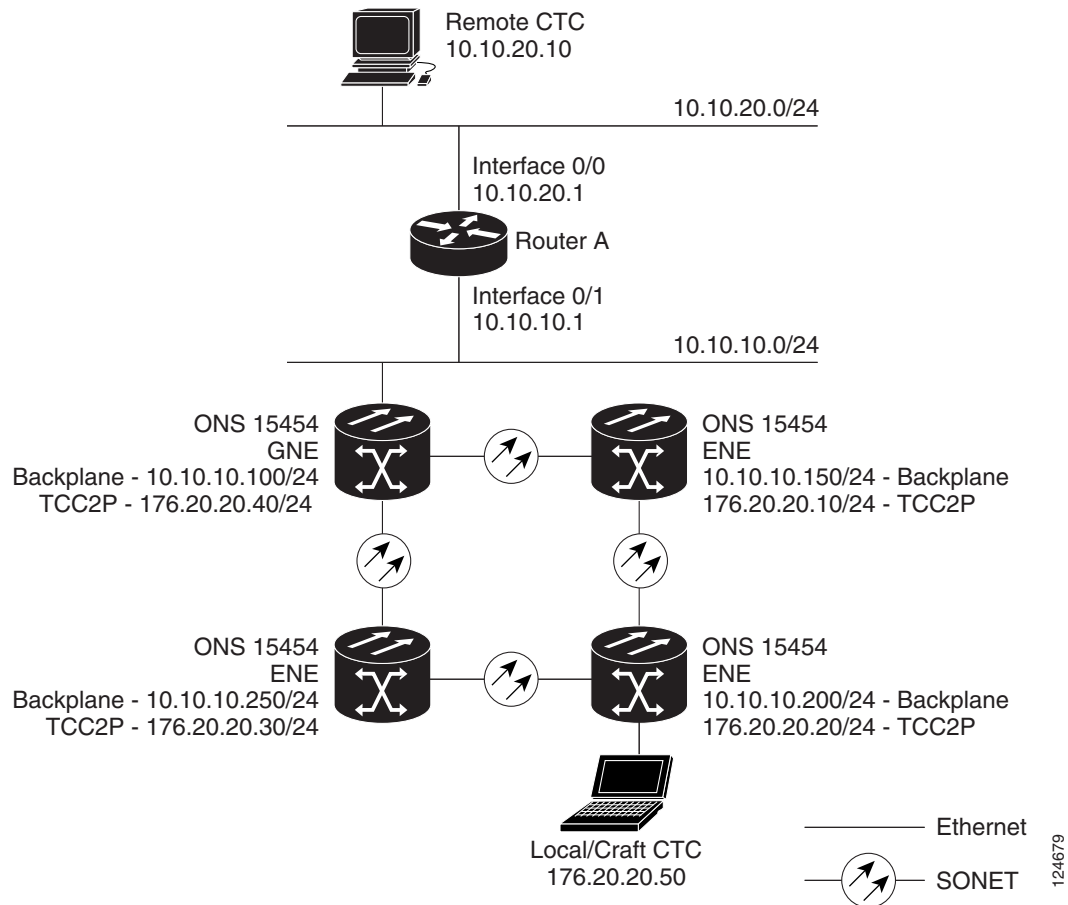 Remote CTC
10.10.20.10
10.10.20.0/24
Interface 0/0
10.10.20.1
Router A
Interface 0/1
10.10.10.1
10.10.10.0/24
ONS 15454
GNE
Backplane - 10.10.10.100/24
TCC2P - 176.20.20.40/24
ONS 15454
ENE
10.10.10.150/24 - Backplane
176.20.20.10/24 - TCC2P
ONS 15454
ENE
Backplane - 10.10.10.250/24
TCC2P - 176.20.20.30/24
ONS 15454
ENE
10.10.10.200/24 - Backplane
176.20.20.20/24 - TCC2P
Local/Craft CTC
176.20.20.50
Ethernet
SONET
124679